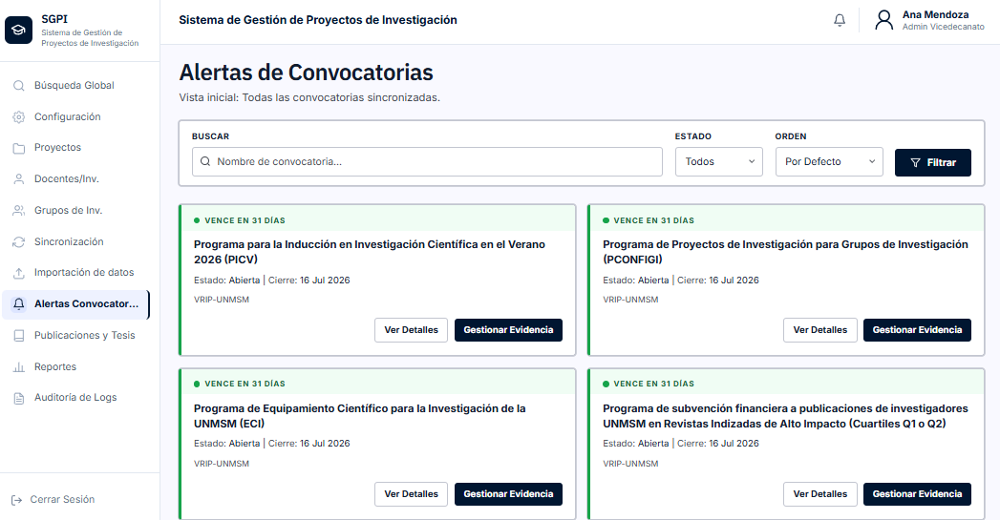 SGPI
Sistema de Gestión de
Proyectos de Investigación
Búsqueda Global
Configuración
Proyectos
Docentes/Inv.
Grupos de Inv.
Sincronización
Importación de datos
Alertas Convocator...
Publicaciones y Tesis
Reportes
Auditoría de Logs
Cerrar Sesión
Sistema de Gestión de Proyectos de Investigación
Ana Mendoza
Admin Vicedecanato
Alertas de Convocatorias
Vista inicial: Todas las convocatorias sincronizadas.
BUSCAR
Nombre de convocatoria...
ESTADO
Todos
ORDEN
Por Defecto
Filtrar
VENCE EN 31 DÍAS
Programa para la Inducción en Investigación Científica en el Verano
2026 (PICV)
Estado: Abierta | Cierre: 16 Jul 2026
VRIP-UNMSM
Ver Detalles
Gestionar Evidencia
VENCE EN 31 DÍAS
Programa de Proyectos de Investigación para Grupos de Investigación
(PCONFIGI)
Estado: Abierta | Cierre: 16 Jul 2026
VRIP-UNMSM
Ver Detalles
Gestionar Evidencia
VENCE EN 31 DÍAS
Programa de Equipamiento Científico para la Investigación de la
UNMSM (ECI)
Estado: Abierta | Cierre: 16 Jul 2026
VRIP-UNMSM
Ver Detalles
Gestionar Evidencia
VENCE EN 31 DÍAS
Programa de subvención financiera a publicaciones de investigadores
UNMSM en Revistas Indizadas de Alto Impacto (Cuartiles Q1 o Q2)
Estado: Abierta | Cierre: 16 Jul 2026
VRIP-UNMSM
Ver Detalles
Gestionar Evidencia